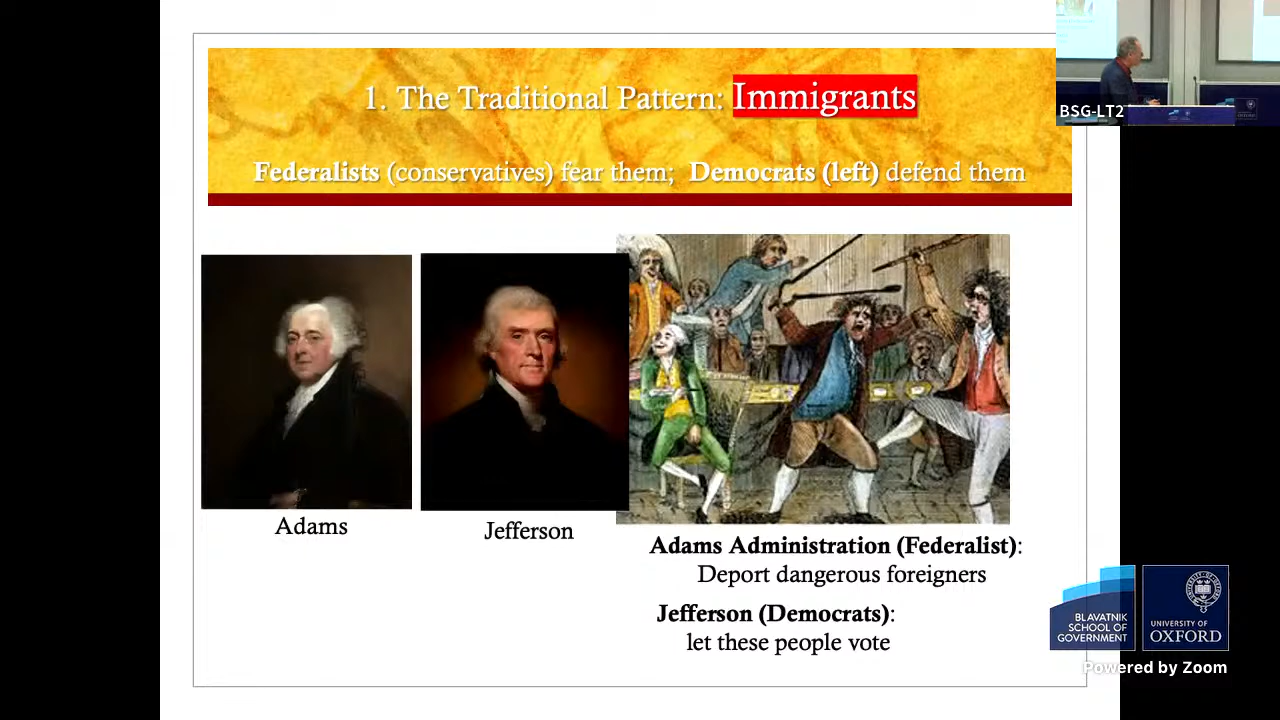 1. The Traditional Pattern: Immigrants
Federalists (conservatives) fear them; Democrats (left) defend them
BSG-LT2
Adams
Jefferson
Adams Administration (Federalist):
Deport dangerous foreigners
Jefferson (Democrats):
let these people vote
BLAVATNIK
SCHOOL OF
GOVERNMENT
UNIVERSITY OF
OXFORD
Powered by Zoom